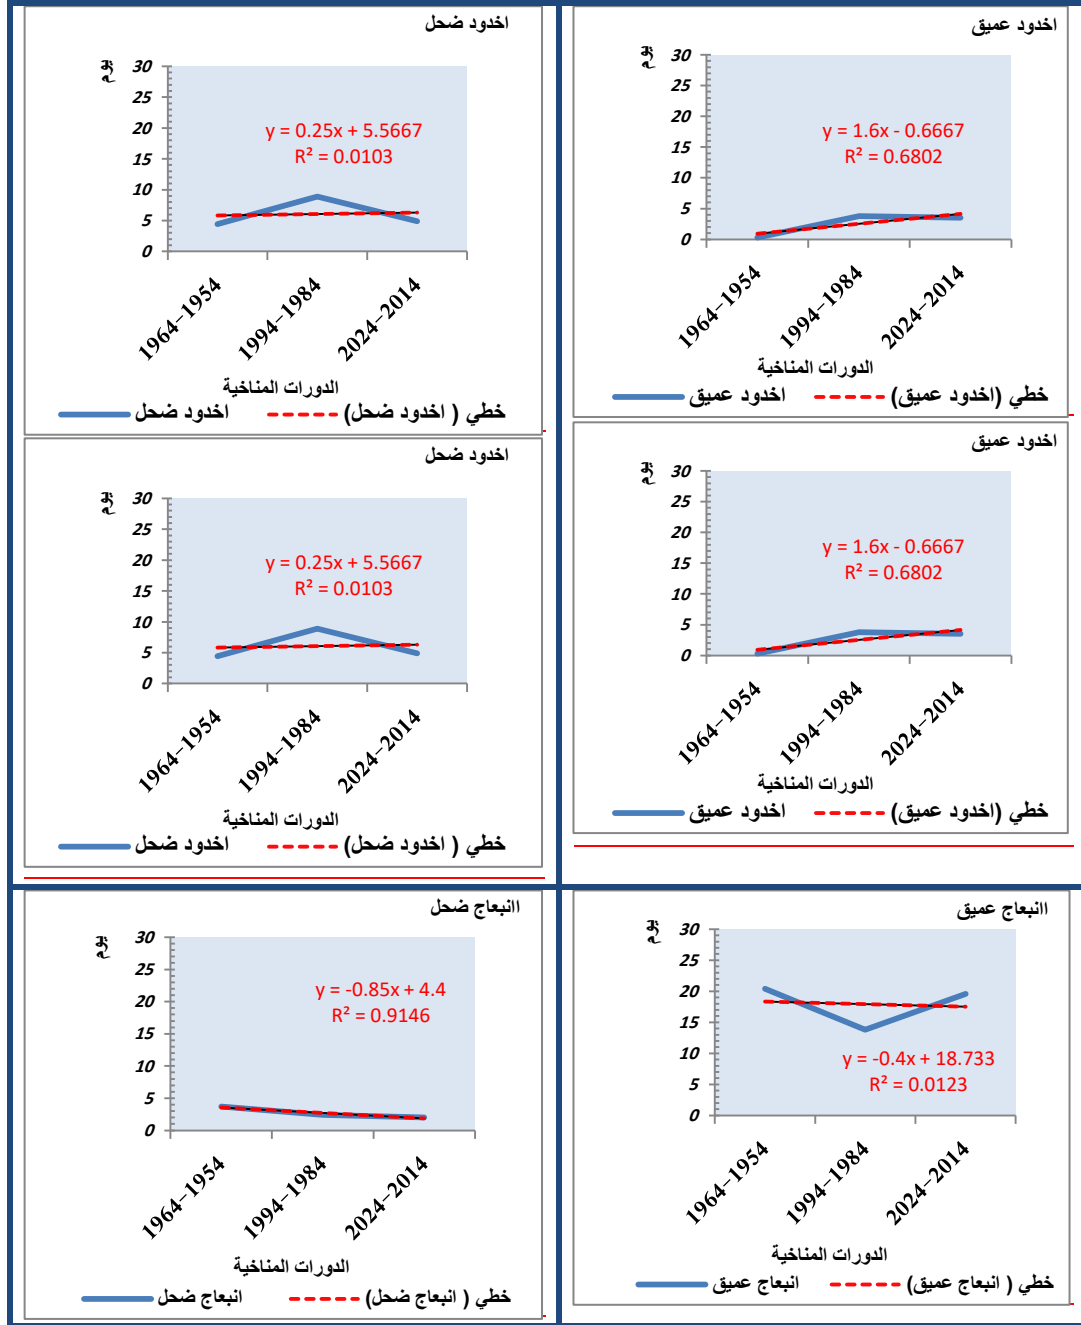 اخدود عميق
يوم
30
25
20
15
10
5
0
y = 1.6x - 0.6667
R² = 0.6802
1964-1954
1994-1984
2024-2014
الدورات المناخية
اخدود عميق
خطي (اخدود عميق)
اخدود ضحل
يوم
30
25
20
15
10
5
0
y = 0.25x + 5.5667
R² = 0.0103
1964-1954
1994-1984
2024-2014
الدورات المناخية
اخدود ضحل
خطي ( اخدود ضحل)
اخدود عميق
يوم
30
25
20
15
10
5
0
y = 1.6x - 0.6667
R² = 0.6802
1964-1954
1994-1984
2024-2014
الدورات المناخية
اخدود عميق
خطي (اخدود عميق)
اخدود ضحل
يوم
30
25
20
15
10
5
0
y = 0.25x + 5.5667
R² = 0.0103
1964-1954
1994-1984
2024-2014
الدورات المناخية
اخدود ضحل
خطي ( اخدود ضحل)
اانبعاج عميق
يوم
30
25
20
15
10
5
0
y = -0.4x + 18.733
R² = 0.0123
1964-1954
1994-1984
2024-2014
الدورات المناخية
انبعاج عميق
خطي ( انبعاج عميق)
اانبعاج ضحل
يوم
30
25
20
15
10
5
0
y = -0.85x + 4.4
R² = 0.9146
1964-1954
1994-1984
2024-2014
الدورات المناخية
انبعاج ضحل
خطي ( انبعاج ضحل)